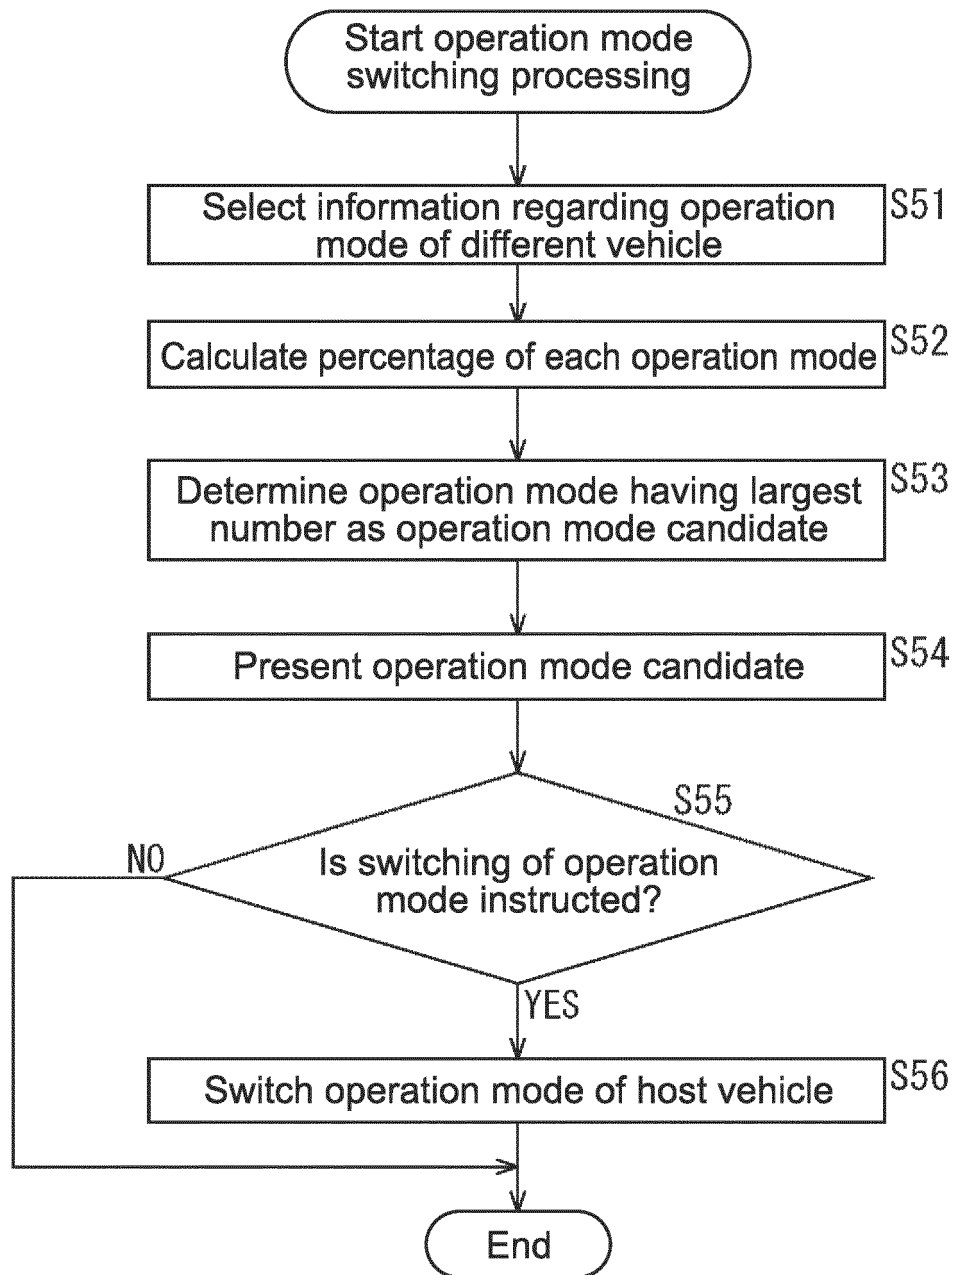 Start operation mode
switching processing
Select information regarding operation
mode of different vehicle
S51
Calculate percentage of each operation mode
S52
Determine operation mode having largest
number as operation mode candidate
S53
Present operation mode candidate
S54
S55
NO
Is switching of operation
mode instructed?
YES
Switch operation mode of host vehicle
S56
End